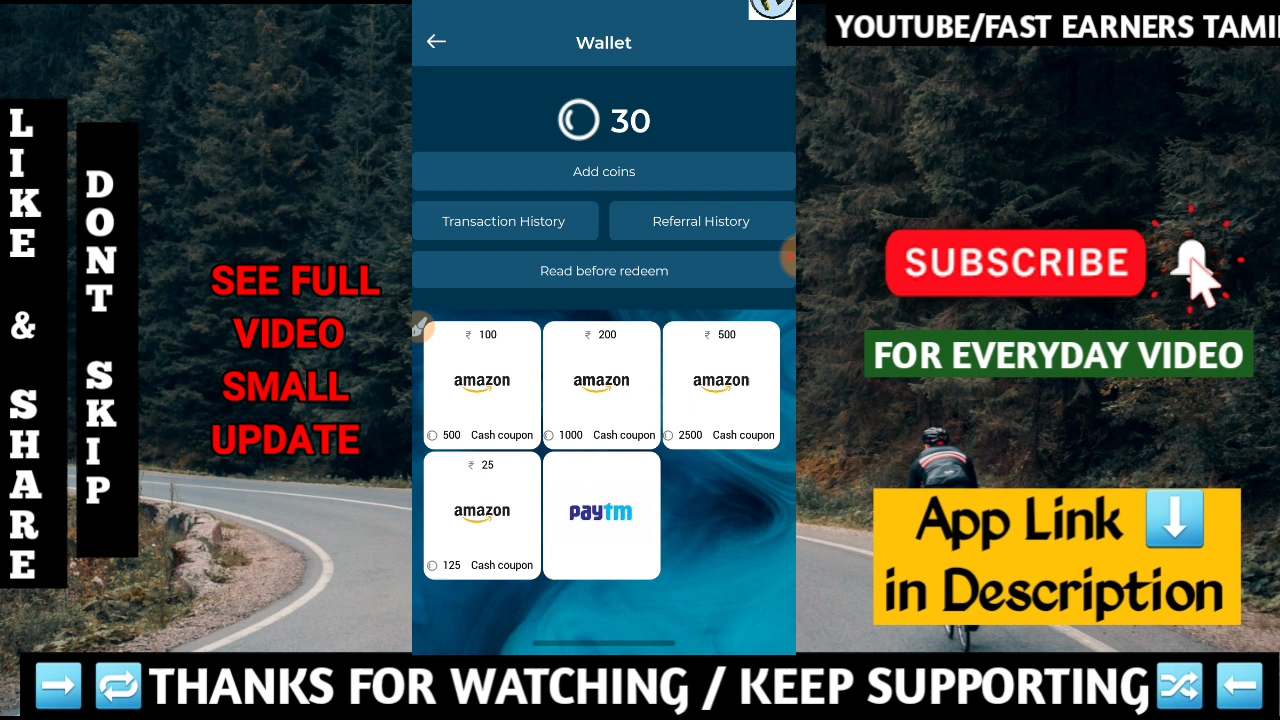 YOUTUBE/FAST EARNERS TAMI
LIKE & SHARE
DONT SKIP
SEE FULL
VIDEO
SMALL
UPDATE
Wallet
30
Add coins
Transaction History
Referral History
Read before redeem
₹ 100
amazon
500 Cash coupon
₹ 200
amazon
1000 Cash coupon
₹ 500
amazon
2500 Cash coupon
₹ 25
amazon
125 Cash coupon
paytm
SUBSCRIBE
FOR EVERYDAY VIDEO
App Link
in Description
THANKS FOR WATCHING / KEEP SUPPORTING